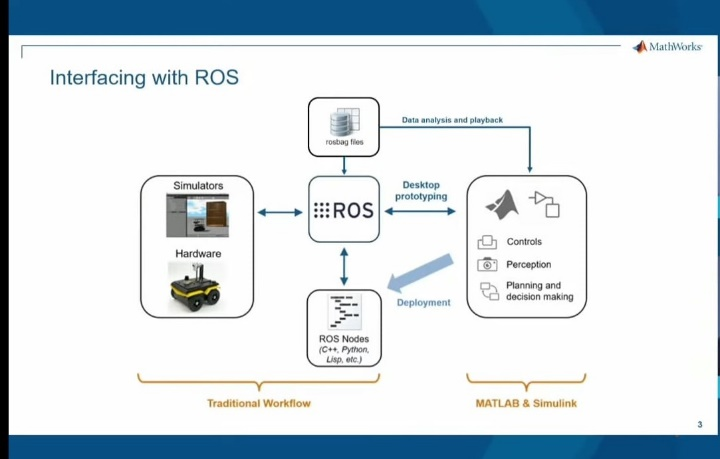 MathWorks
Interfacing with ROS
rosbag files
Data analysis and playback
Simulators
Hardware
ROS
Desktop
prototyping
Controls
Perception
Planning and
decision making
Deployment
ROS Nodes
(C++, Python,
Lisp, etc.)
Traditional Workflow
MATLAB & Simulink
3